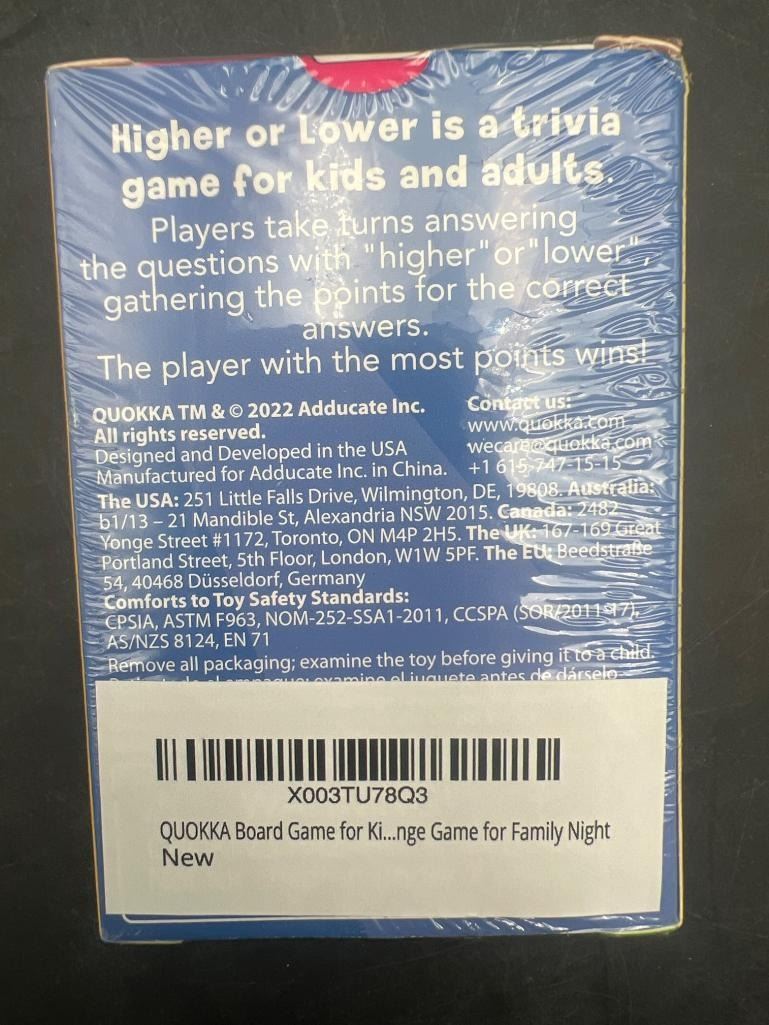 Higher or Lower is a trivia
game for kids and adults.
Players take turns answering
the questions with "higher" or "lower",
gathering the points for the correct
answers.
The player with the most points wins!
QUOKKA TM & © 2022 Adducate Inc.
All rights reserved.
Designed and Developed in the USA
Manufactured for Adducate Inc. in China.
Contact us:
www.quokka.com
wecare@quokka.com
+1 615-747-15-15
The USA: 251 Little Falls Drive, Wilmington, DE, 19808. Australia:
b1/13 – 21 Mandible St, Alexandria NSW 2015. Canada: 2482
Yonge Street #1172, Toronto, ON M4P 2H5. The UK: 167-169 Great
Portland Street, 5th Floor, London, W1W 5PF. The EU: Beedstraße
54, 40468 Düsseldorf, Germany
Comforts to Toy Safety Standards:
CPSIA, ASTM F963, NOM-252-SSA1-2011, CCSPA (SOR/2011-17),
AS/NZS 8124, EN 71
Remove all packaging; examine the toy before giving it to a child.
el empaque; examine el juguete antes de dárselo
X003TU78Q3
QUOKKA Board Game for Ki...nge Game for Family Night
New